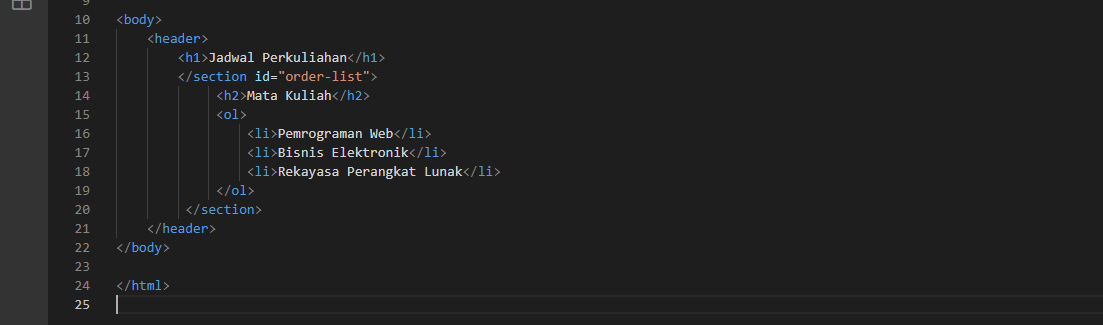 9
10 <body>
11 <header>
12 <h1>Jadwal Perkuliahan</h1>
13 </section id="order-list">
14 <h2>Mata Kuliah</h2>
15 <ol>
16 <li>Pemrograman Web</li>
17 <li>Bisnis Elektronik</li>
18 <li>Rekayasa Perangkat Lunak</li>
19 </ol>
20 </section>
21 </header>
22 </body>
23
24 </html>
25